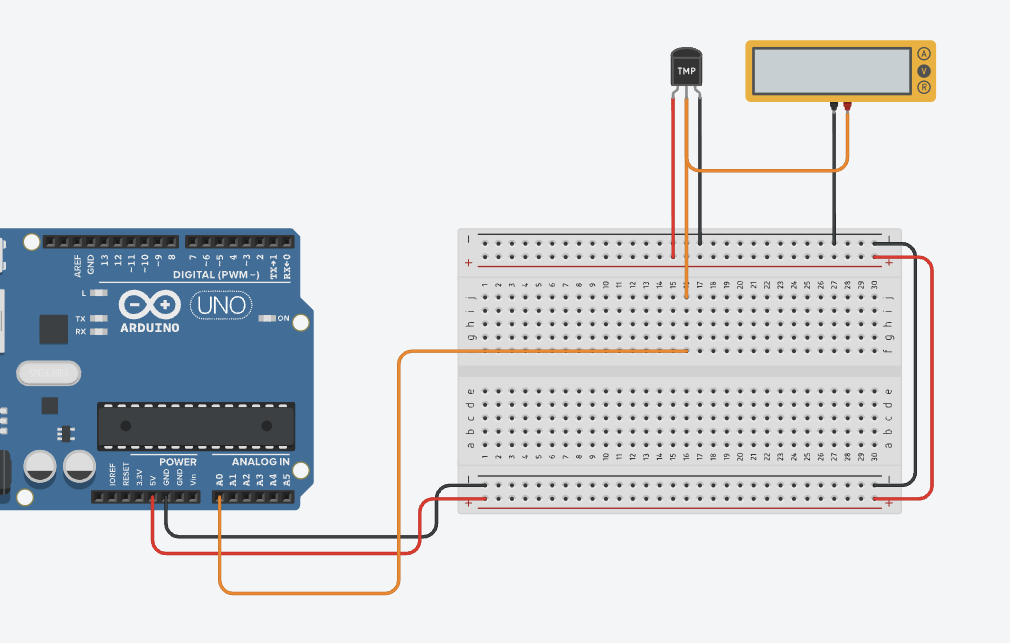 TMP
A
V
R
AREF
GND
13
12
~11
~10
~9
8
7
~6
~5
4
~3
2
TX→1
RX←0
DIGITAL (PWM~)
L
TX
RX
ARDUINO
UNO
ON
POWER
ANALOG IN
IOREF
RESET
3.3V
5V
GND
GND
Vin
A0
A1
A2
A3
A4
A5
1 2 3 4 5 6 7 8 9 10 11 12 13 14 15 17 18 19 20 21 22 23 24 25 26 27 28 29 30
j j
i i
h h
g g
f
e e
d d
c c
b b
a a
1 2 3 4 5 6 7 8 9 10 11 12 13 14 15 16 17 18 19 20 21 22 23 24 25 26 27 28 29 30